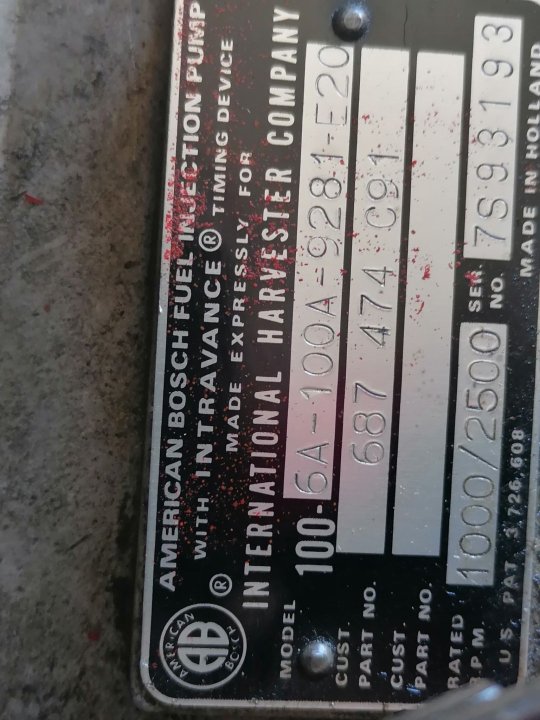 AMERICAN BOSCH FUEL INJECTION PUMP
WITH INTRAVANCE® TIMING DEVICE
MADE EXPRESSLY FOR
INTERNATIONAL HARVESTER COMPANY
AMERICAN
AB
BOSCH
®
MODEL 100-6A-100A-9281-E20
CUST. PART NO. 687 474 C91
CUST. PART NO.
RATED R.P.M. 1000/2500 SER. NO. 7S93193
U.S. PAT 3,726,608 MADE IN HOLLAND